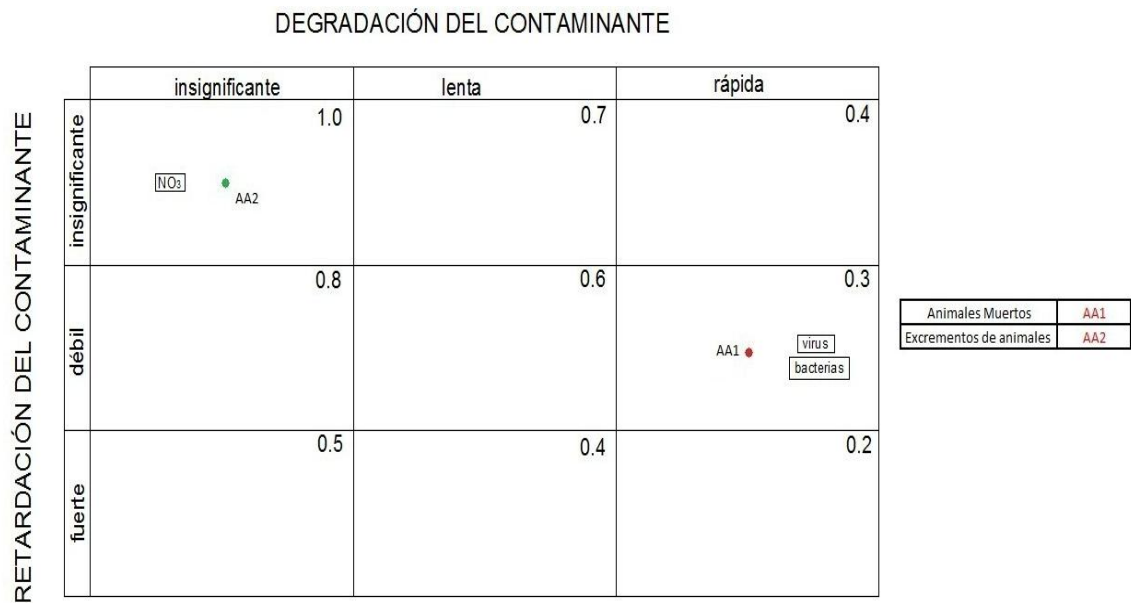 DEGRADACIÓN DEL CONTAMINANTE
insignificante lenta rápida
RETARDACIÓN DEL CONTAMINANTE
insignificante
1.0 0.7 0.4
NO₃
AA2
débil
0.8 0.6 0.3
AA1
virus
bacterias
fuerte
0.5 0.4 0.2
Animales Muertos AA1
Excrementos de animales AA2